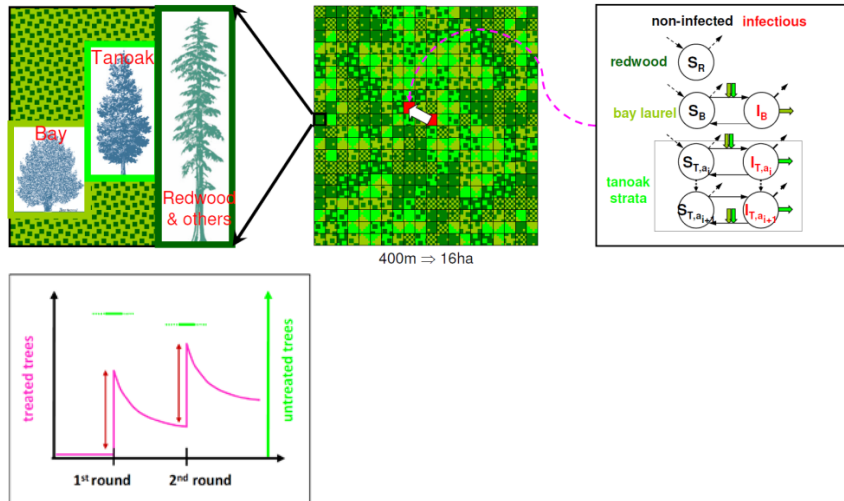 Tanoak
Bay
Redwood
& others
400m ⇒ 16ha
non-infected infectious
redwood
S_R
bay laurel
S_B
I_B
tanoak
strata
S_T,a_i
I_T,a_i
S_T,a_i+1
I_T,a_i+1
treated trees
untreated trees
1st round 2nd round